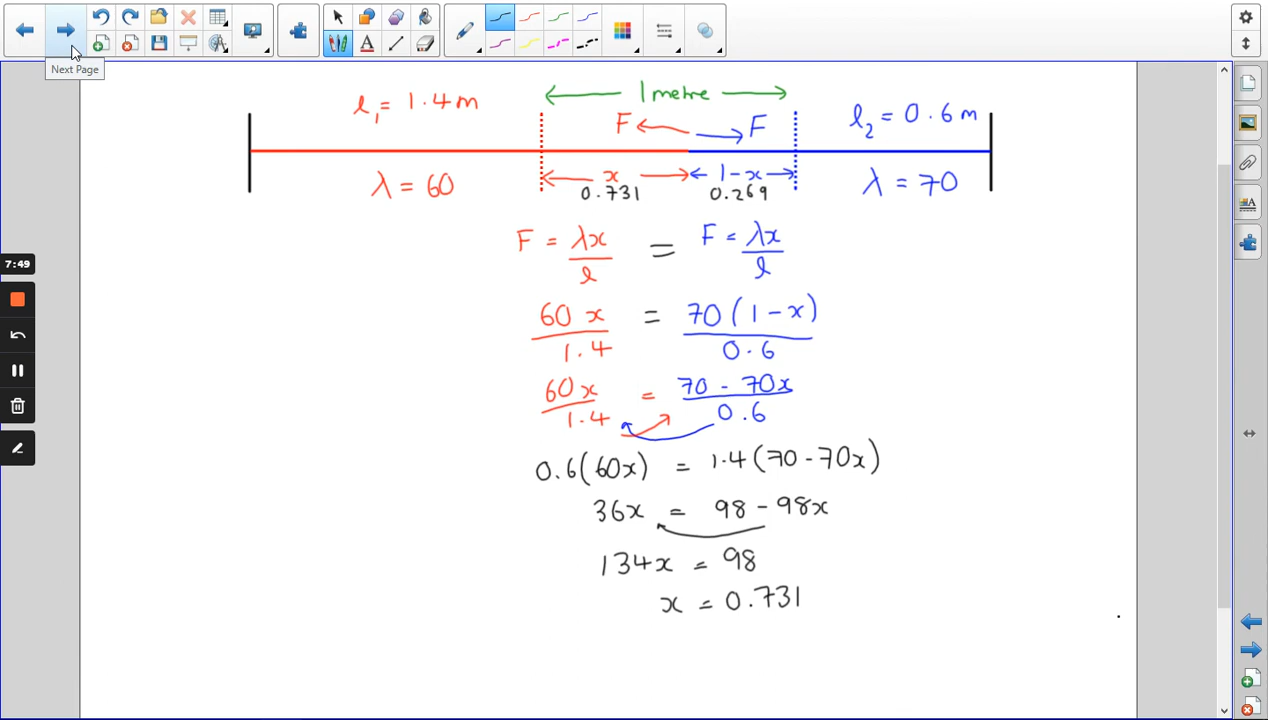 Next Page
1 metre
l₁ = 1.4 m
F
F
l₂ = 0.6 m
λ = 60
x
1-x
λ = 70
0.731
0.269
7:49
F = λx/l = F = λx/l
60 x/1.4 = 70(1-x)/0.6
60x/1.4 = 70 - 70x/0.6
0.6(60x) = 1.4(70-70x)
36x = 98 - 98x
134x = 98
x = 0.731